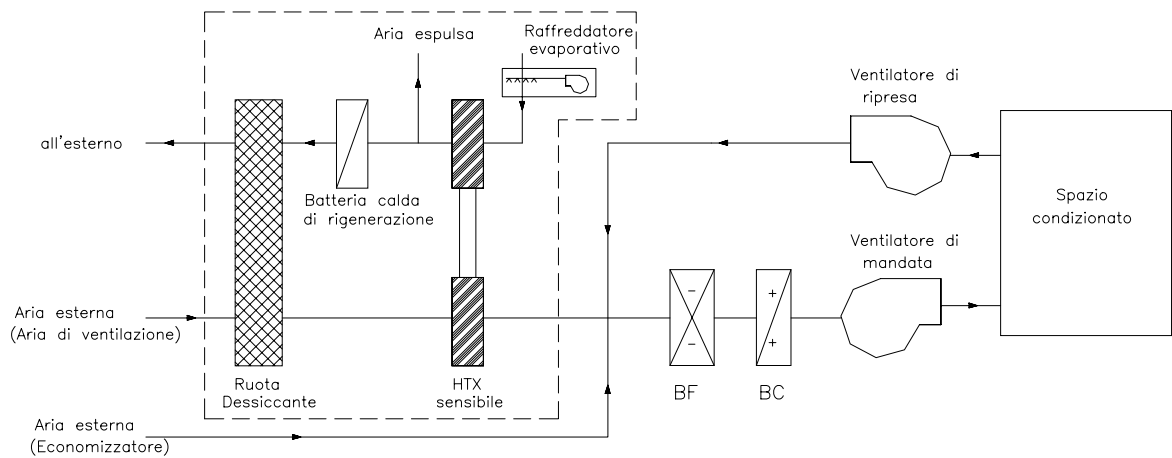 Aria espulsa
Raffreddatore
evaporativo
Ventilatore di
ripresa
all'esterno
Batteria calda
di rigenerazione
Spazio
condizionato
Ventilatore di
mandata
Aria esterna
(Aria di ventilazione)
- 
-
+
+
Ruota
Dessiccante
HTX
sensibile
BF
BC
Aria esterna
(Economizzatore)